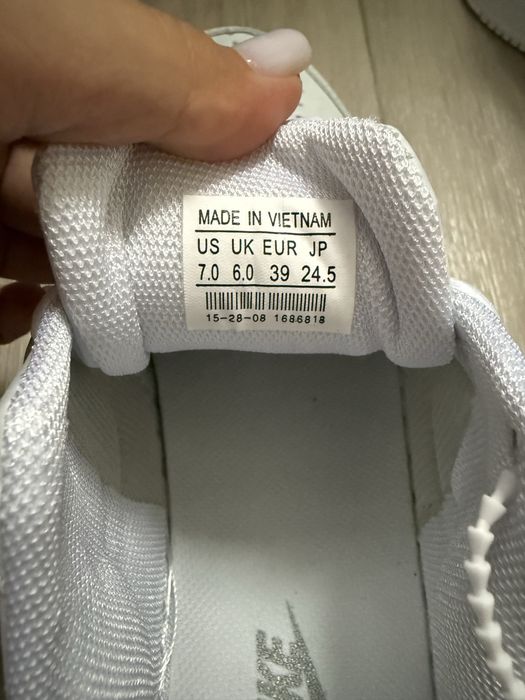 MADE IN VIETNAM
US UK EUR JP
7.0 6.0 39 24.5
15-28-08 1686818